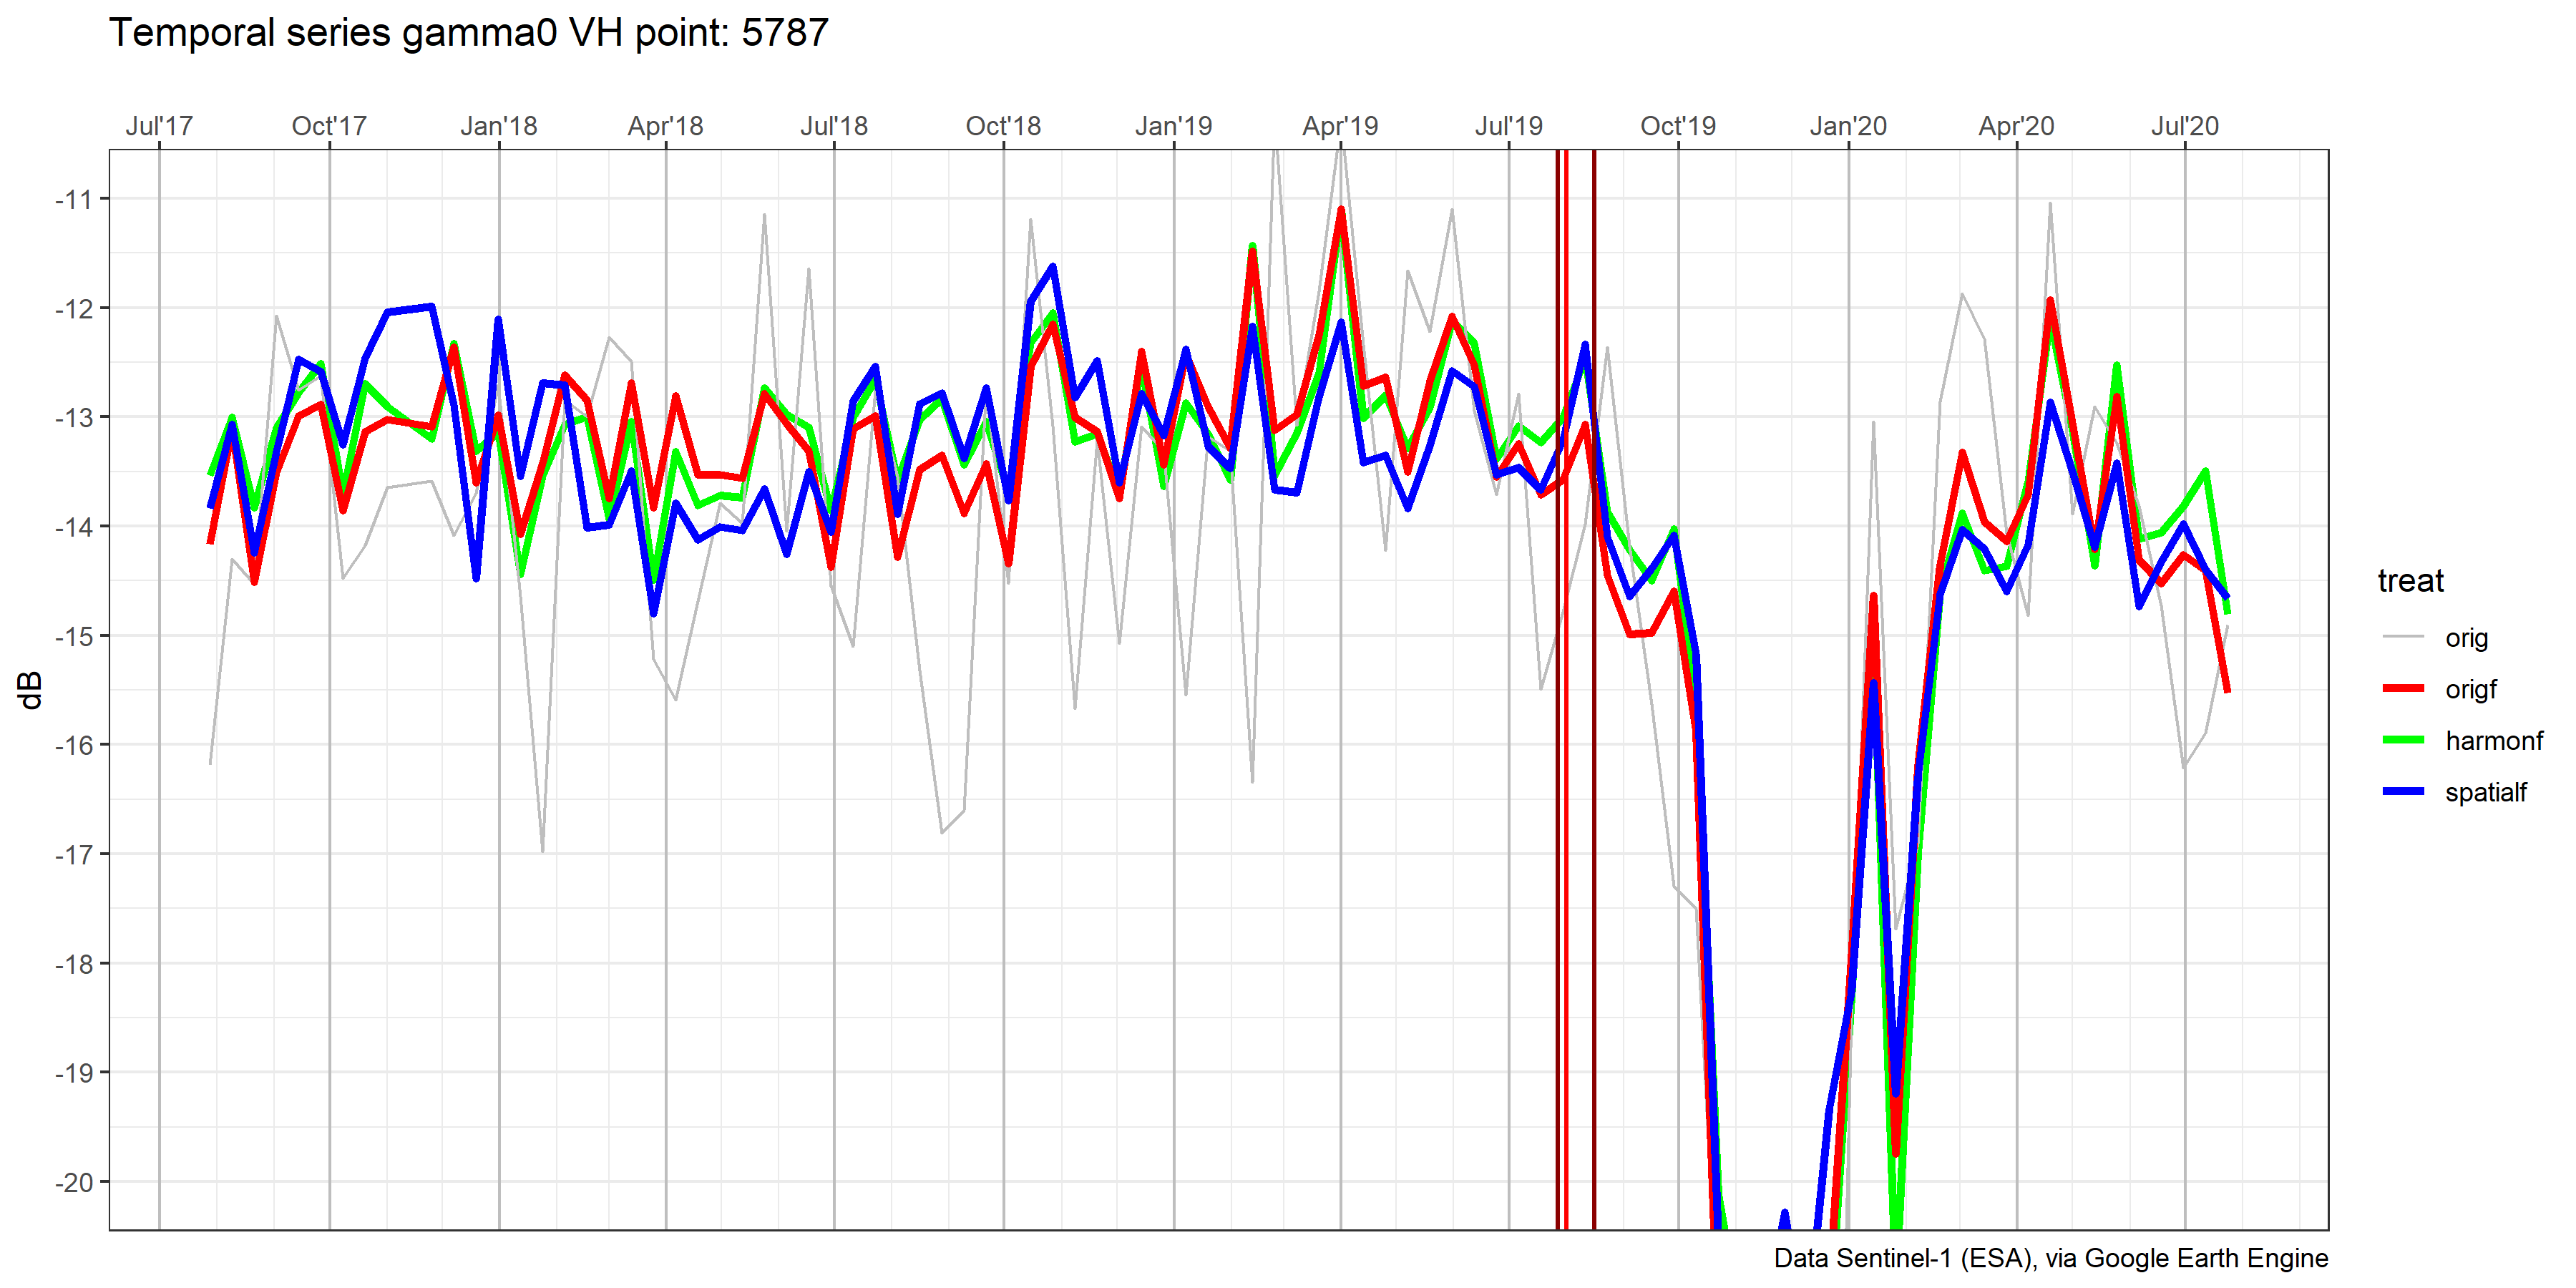 Temporal series gamma0 VH point: 5787
Jul'17 Oct'17 Jan'18 Apr'18 Jul'18 Oct'18 Jan'19 Apr'19 Jul'19 Oct'19 Jan'20 Apr'20 Jul'20
-11
-12
-13
-14
-15
-16
-17
-18
-19
-20
dB
treat
orig
origf
harmonf
spatialf
Data Sentinel-1 (ESA), via Google Earth Engine